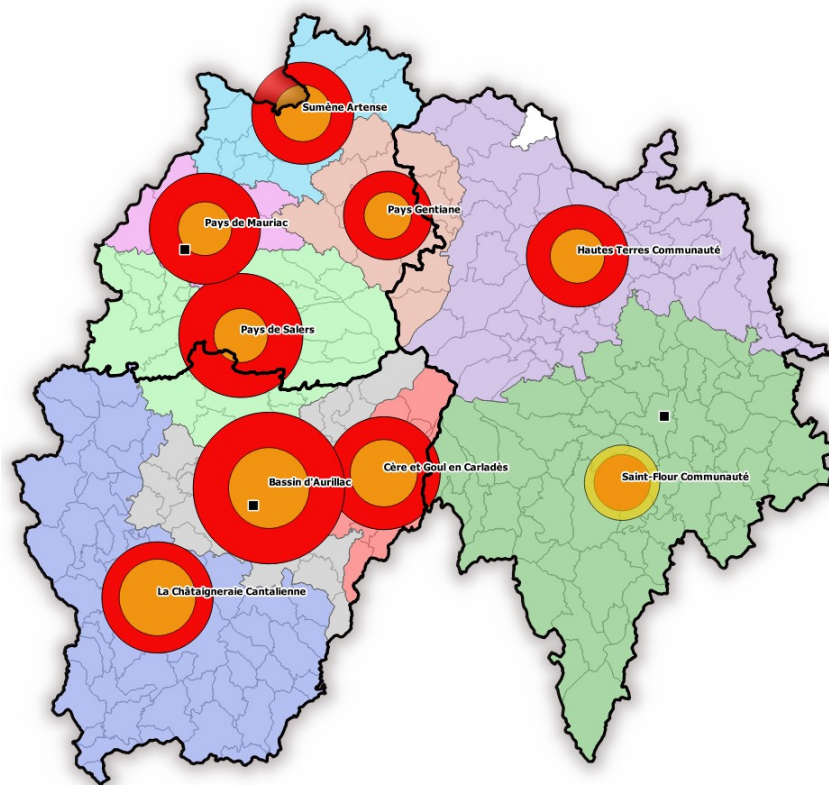 Sumène Artense
Pays Gentiane
Pays de Mauriac
Hautes Terres Communauté
Pays de Salers
Cère et Goul en Carladès
Saint-Flour Communauté
Bassin d'Aurillac
La Châtaigneraie Cantalienne